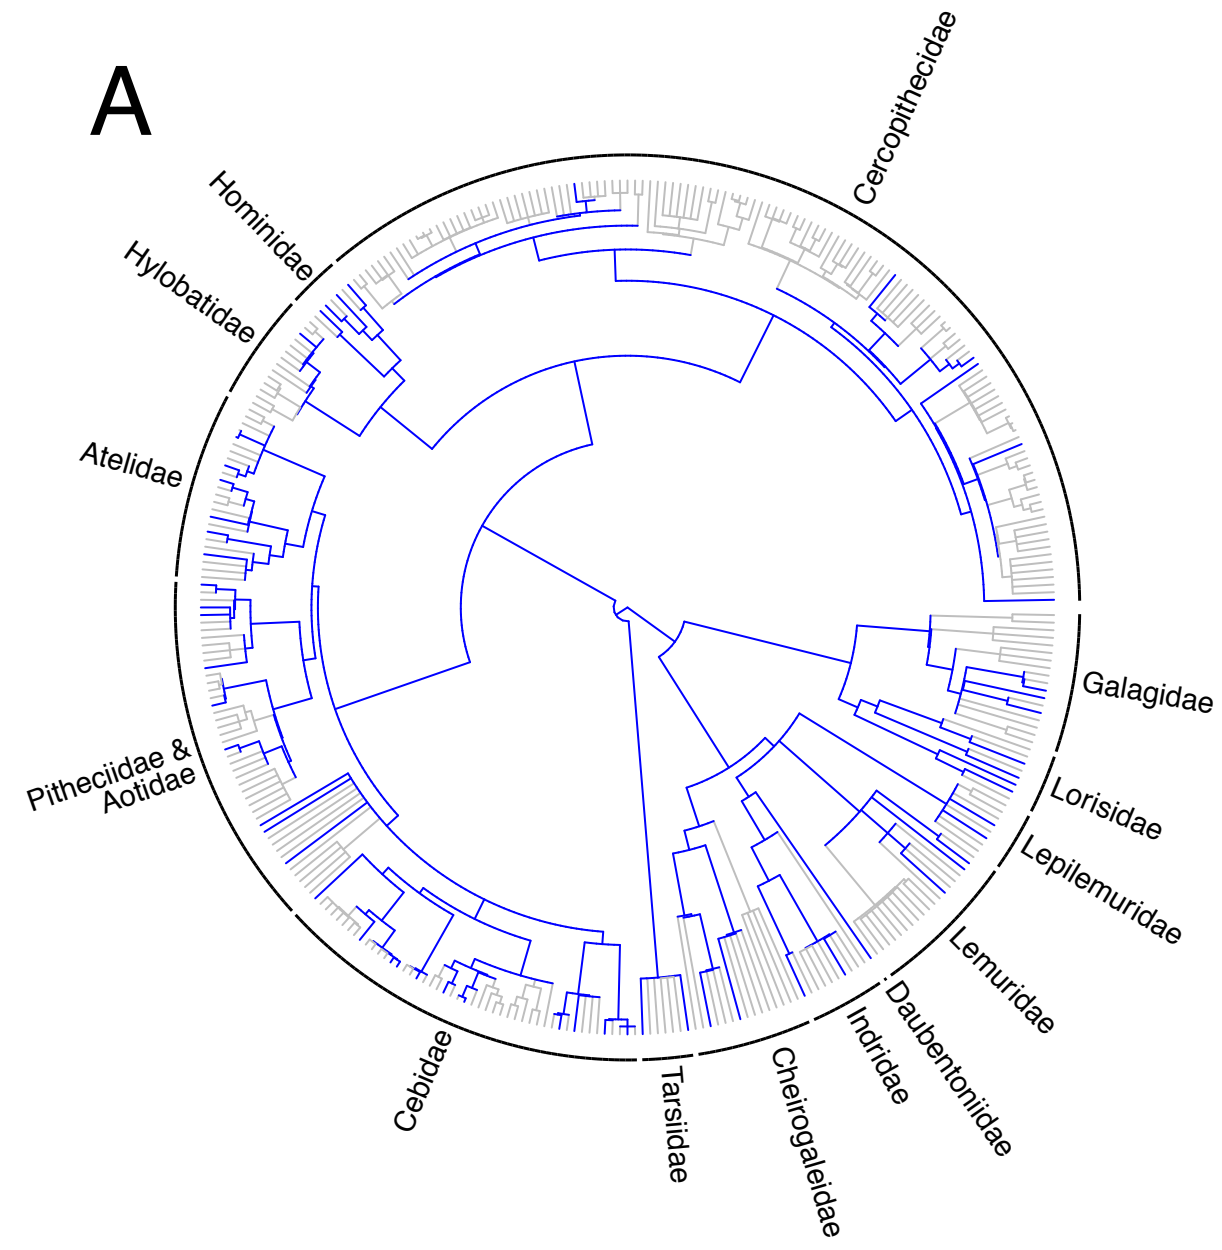 A
Cercopithecidae
Hominidae
Hylobatidae
Atelidae
Galagidae
Pitheciidae &
Aotidae
Lorisidae
Lepilemuridae
Lemuridae
Daubentoniidae
Indridae
Cheirogaleidae
Tarsiidae
Cebidae